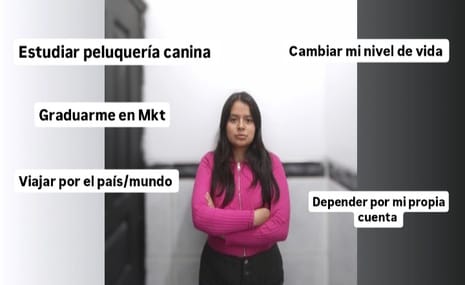 Estudiar peluquería canina
Cambiar mi nivel de vida
Graduarme en Mkt
Viajar por el país/mundo
Depender por mi propia
cuenta